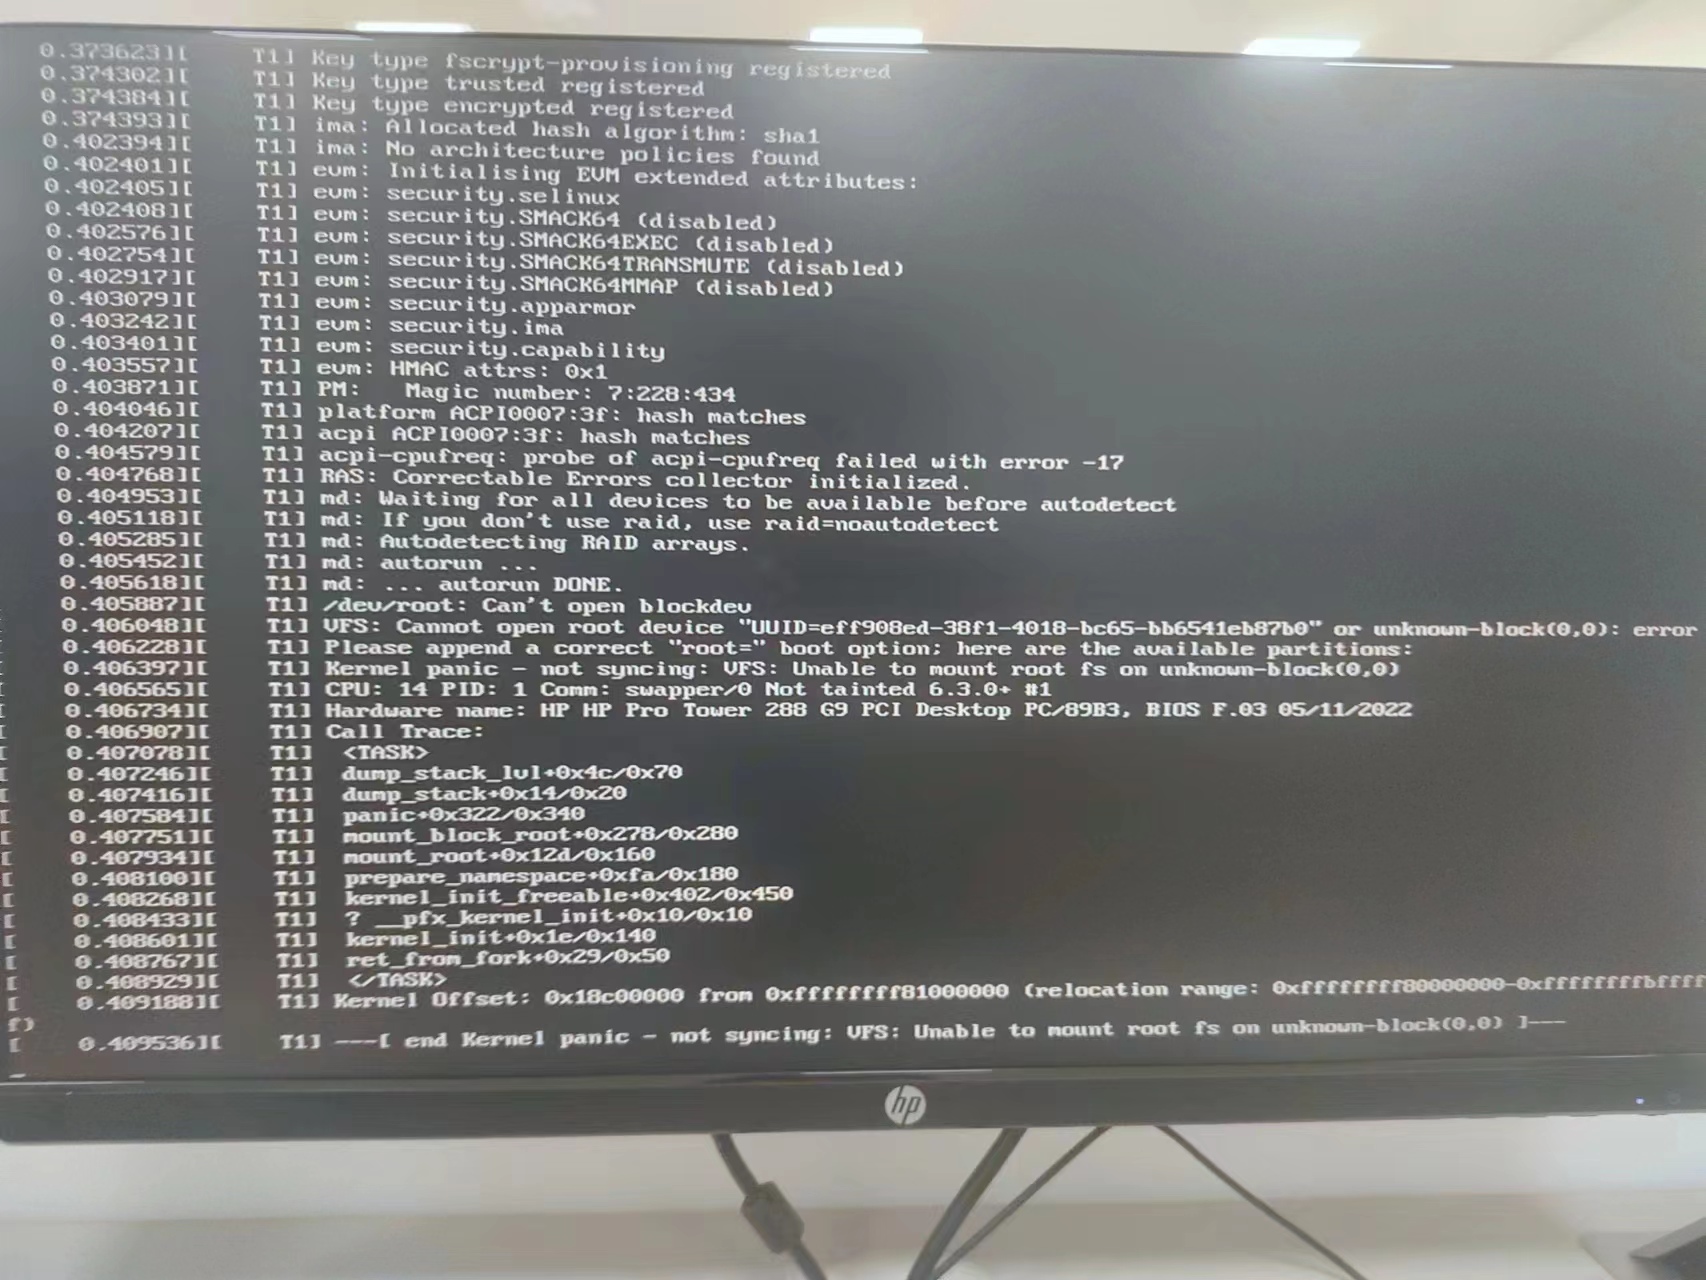 0.373623][     T1] Key type fscrypt-provisioning registered
0.374302][     T1] Key type trusted registered
0.374384][     T1] Key type encrypted registered
0.374393][     T1] ima: Allocated hash algorithm: sha1
0.402394][     T1] ima: No architecture policies found
0.402401][     T1] evm: Initialising EVM extended attributes:
0.402405][     T1] evm: security.selinux
0.402408][     T1] evm: security.SMACK64 (disabled)
0.402576][     T1] evm: security.SMACK64EXEC (disabled)
0.402754][     T1] evm: security.SMACK64TRANSMUTE (disabled)
0.402917][     T1] evm: security.SMACK64MMAP (disabled)
0.403079][     T1] evm: security.apparmor
0.403242][     T1] evm: security.ima
0.403401][     T1] evm: security.capability
0.403557][     T1] evm: HMAC attrs: 0x1
0.403871][     T1] PM:   Magic number: 7:228:434
0.404046][     T1] platform ACPI0007:3f: hash matches
0.404207][     T1] acpi ACPI0007:3f: hash matches
0.404579][     T1] acpi-cpufreq: probe of acpi-cpufreq failed with error -17
0.404768][     T1] RAS: Correctable Errors collector initialized.
0.404953][     T1] md: Waiting for all devices to be available before autodetect
0.405118][     T1] md: If you don't use raid, use raid=noautodetect
0.405285][     T1] md: Autodetecting RAID arrays.
0.405452][     T1] md: autorun ...
0.405618][     T1] md: ... autorun DONE.
0.405887][     T1] /dev/root: Can't open blockdev
0.406048][     T1] VFS: Cannot open root device "UUID=eff908ed-38f1-4018-bc65-bb6541eb87b0" or unknown-block(0,0): error
0.406228][     T1] Please append a correct "root=" boot option; here are the available partitions:
0.406397][     T1] Kernel panic - not syncing: VFS: Unable to mount root fs on unknown-block(0,0)
0.406565][     T1] CPU: 14 PID: 1 Comm: swapper/0 Not tainted 6.3.0+ #1
0.406734][     T1] Hardware name: HP HP Pro Tower 288 G9 PCI Desktop PC/89B3, BIOS F.03 05/11/2022
[    0.406907][     T1] Call Trace:
[    0.407078][     T1]  <TASK>
[    0.407246][     T1]  dump_stack_lvl+0x4c/0x70
[    0.407416][     T1]  dump_stack+0x14/0x20
[    0.407584][     T1]  panic+0x322/0x340
[    0.407751][     T1]  mount_block_root+0x278/0x280
[    0.407934][     T1]  mount_root+0x12d/0x160
[    0.408100][     T1]  prepare_namespace+0xfa/0x180
[    0.408268][     T1]  kernel_init_freeable+0x402/0x450
[    0.408433][     T1]  ? __pfx_kernel_init+0x10/0x10
[    0.408601][     T1]  kernel_init+0x1e/0x140
[    0.408767][     T1]  ret_from_fork+0x29/0x50
[    0.408929][     T1]  </TASK>
[    0.409188][     T1] Kernel Offset: 0x18c00000 from 0xffffffff81000000 (relocation range: 0xffffffff80000000-0xffffffffbffff
f)
[    0.409536][     T1] ---[ end Kernel panic - not syncing: VFS: Unable to mount root fs on unknown-block(0,0) ]---
hp